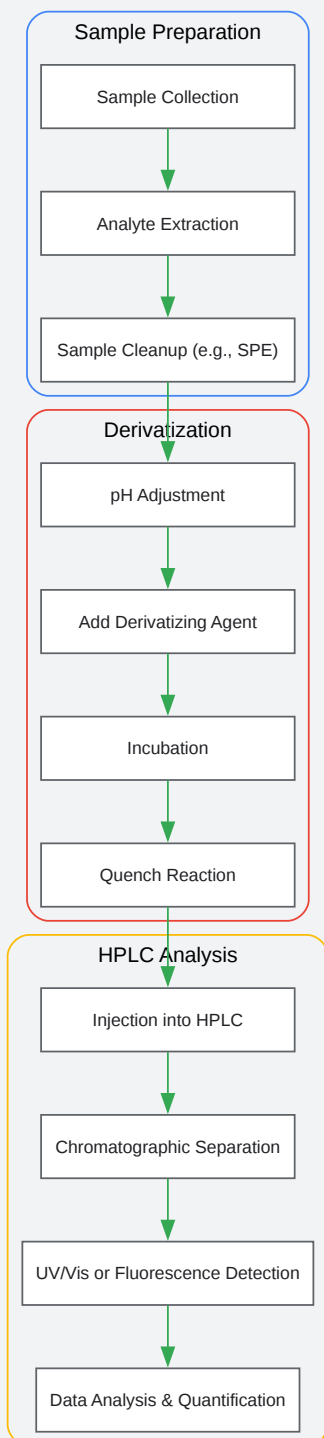 Sample Preparation
Sample Collection
Analyte Extraction
Sample Cleanup (e.g., SPE)
Derivatization
pH Adjustment
Add Derivatizing Agent
Incubation
Quench Reaction
HPLC Analysis
Injection into HPLC
Chromatographic Separation
UV/Vis or Fluorescence Detection
Data Analysis & Quantification